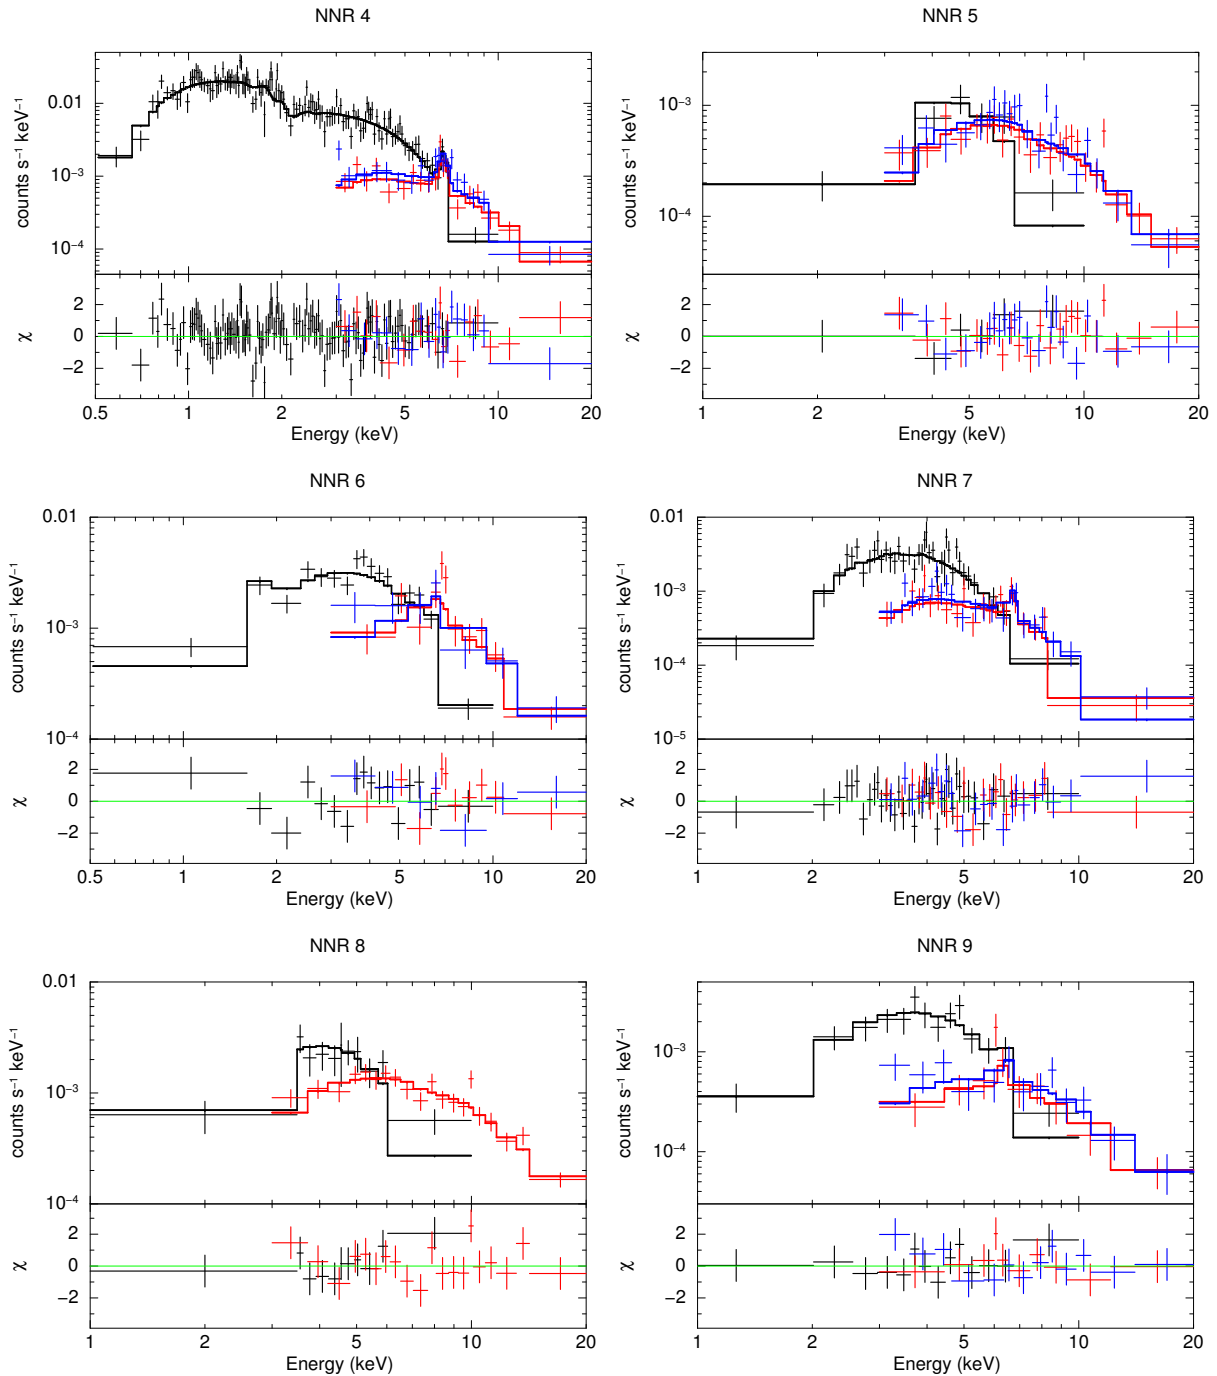 NNR 4
NNR 5
0.01
10⁻³
10⁻⁴
counts s⁻¹ keV⁻¹
2
0
−2
χ
0.5 1 2 5 10 20
Energy (keV)
10⁻³
10⁻⁴
counts s⁻¹ keV⁻¹
2
0
−2
χ
1 2 5 10 20
Energy (keV)
NNR 6
NNR 7
0.01
10⁻³
10⁻⁴
counts s⁻¹ keV⁻¹
2
0
−2
χ
0.5 1 2 5 10 20
Energy (keV)
0.01
10⁻³
10⁻⁴
10⁻⁵
counts s⁻¹ keV⁻¹
2
0
−2
χ
1 2 5 10 20
Energy (keV)
NNR 8
NNR 9
0.01
10⁻³
10⁻⁴
counts s⁻¹ keV⁻¹
2
0
−2
χ
1 2 5 10 20
Energy (keV)
10⁻³
10⁻⁴
counts s⁻¹ keV⁻¹
2
0
−2
χ
1 2 5 10 20
Energy (keV)